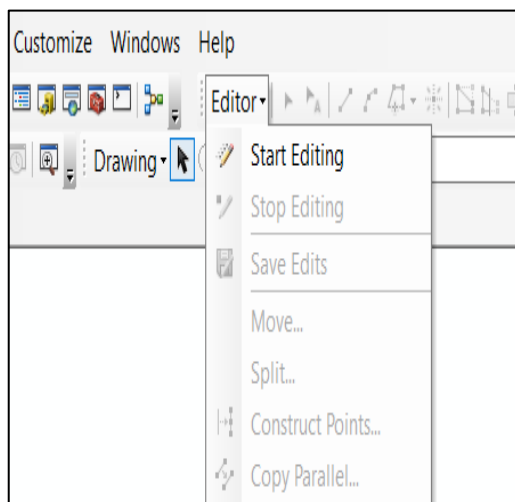 Customize Windows Help
Editor
Drawing
Start Editing
Stop Editing
Save Edits
Move...
Split...
Construct Points...
Copy Parallel...